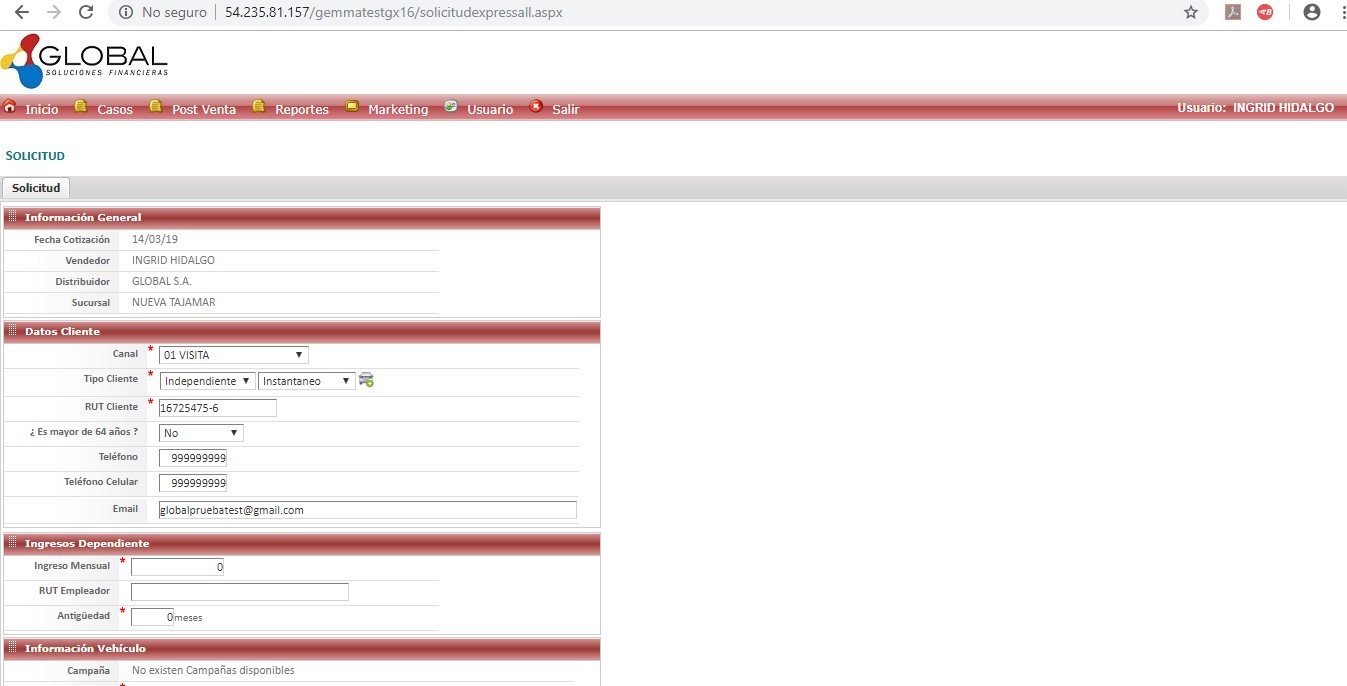 No seguro | 54.235.81.157/gemmatestgx16/solicitudexpressall.aspx
GLOBAL
SOLUCIONES FINANCIERAS
Inicio Casos Post Venta Reportes Marketing Usuario Salir Usuario: INGRID HIDALGO
SOLICITUD
Solicitud
Información General
Fecha Cotización 14/03/19
Vendedor INGRID HIDALGO
Distribuidor GLOBAL S.A.
Sucursal NUEVA TAJAMAR
Datos Cliente
Canal * 01 VISITA
Tipo Cliente * Independiente Instantaneo
RUT Cliente * 16725475-6
¿ Es mayor de 64 años ? No
Teléfono 999999999
Teléfono Celular 999999999
Email globalpruebatest@gmail.com
Ingresos Dependiente
Ingreso Mensual * 0
RUT Empleador
Antigüedad * 0 meses
Información Vehículo
Campaña No existen Campañas disponibles